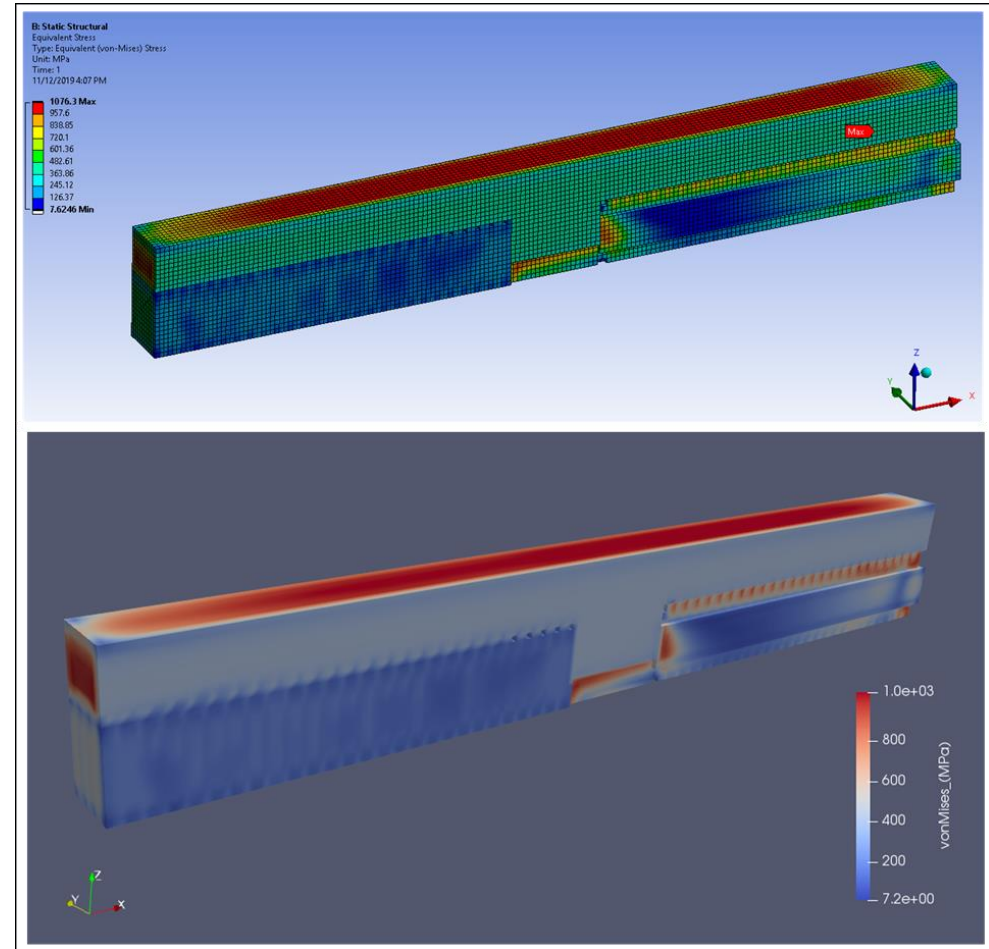 B: Static Structural
Equivalent Stress
Type: Equivalent (von-Mises) Stress
Unit: MPa
Time: 1
11/12/2019 4:07 PM
1076.3 Max
957.6
838.85
720.1
601.36
482.61
363.86
245.12
126.37
7.6246 Min
Max
Z
Y
X
1.0e+03
800
600
400
200
7.2e+00
vonMises_(MPa)
Z
Y
X